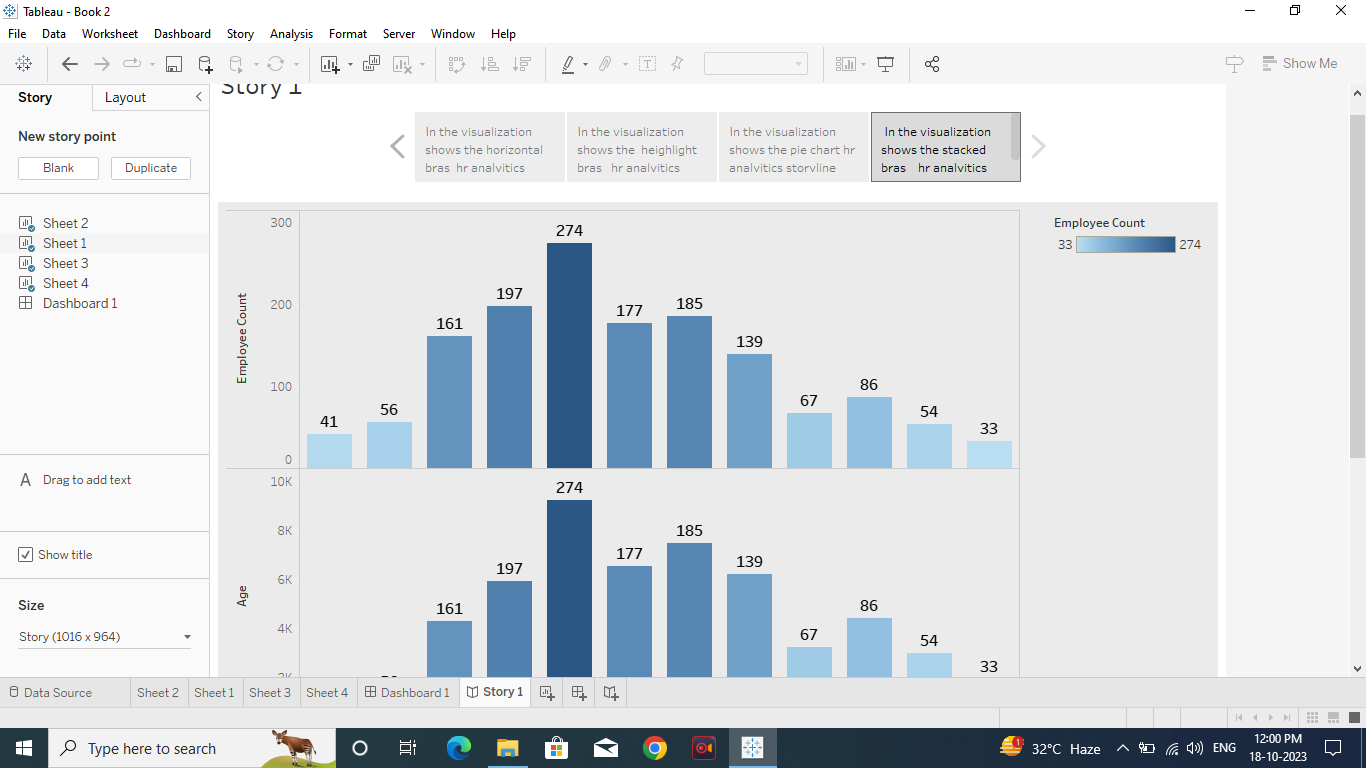 Tableau - Book 2
File Data Worksheet Dashboard Story Analysis Format Server Window Help
Show Me
Story Layout
New story point
Blank Duplicate
Sheet 2
Sheet 1
Sheet 3
Sheet 4
Dashboard 1
A Drag to add text
Show title
Size
Story (1016 x 964)
Story 1
In the visualization
shows the horizontal
bras hr analvitics
In the visualization
shows the heighlight
bras hr analvitics
In the visualization
shows the pie chart hr
analvitics storvline
In the visualization
shows the stacked
bras hr analvitics
Employee Count
33 274
Employee Count
300
200
100
0
41 56 161 197 274 177 185 139 67 86 54 33
Age
10K
8K
6K
4K
2K
56 161 197 274 177 185 139 67 86 54 33
Data Source Sheet 2 Sheet 1 Sheet 3 Sheet 4 Dashboard 1 Story 1
Type here to search
1
32°C Haze
ENG
12:00 PM
18-10-2023